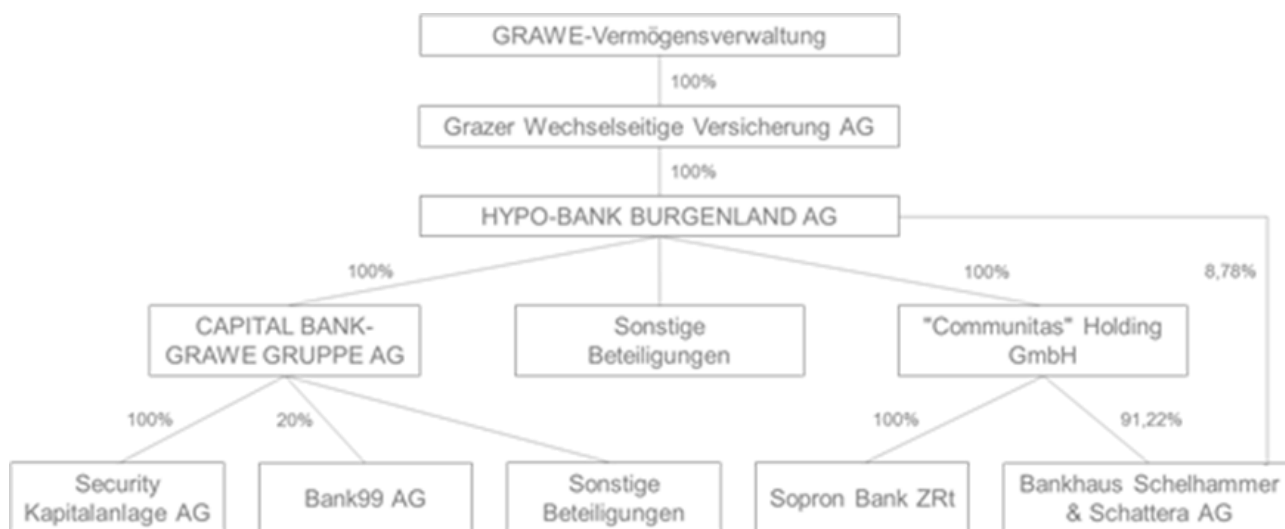 GRAWE-Vermögensverwaltung
100%
Grazer Wechselseitige Versicherung AG
100%
HYPO-BANK BURGENLAND AG
100%
100%
8,78%
CAPITAL BANK-
GRAWE GRUPPE AG
Sonstige
Beteiligungen
"Communitas" Holding
GmbH
100%
20%
100%
91,22%
Security
Kapitalanlage AG
Bank99 AG
Sonstige
Beteiligungen
Sopron Bank ZRt
Bankhaus Schelhammer
& Schattera AG